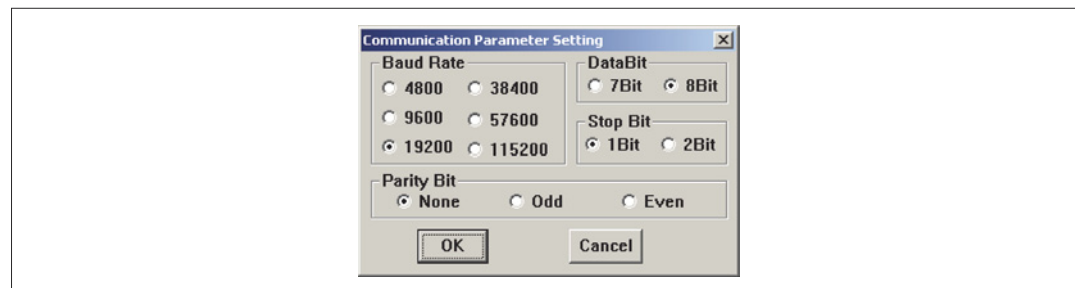 Communication Parameter Setting
Baud Rate
4800 38400
9600 57600
19200 115200
DataBit
7Bit 8Bit
Stop Bit
1Bit 2Bit
Parity Bit
None Odd Even
OK Cancel